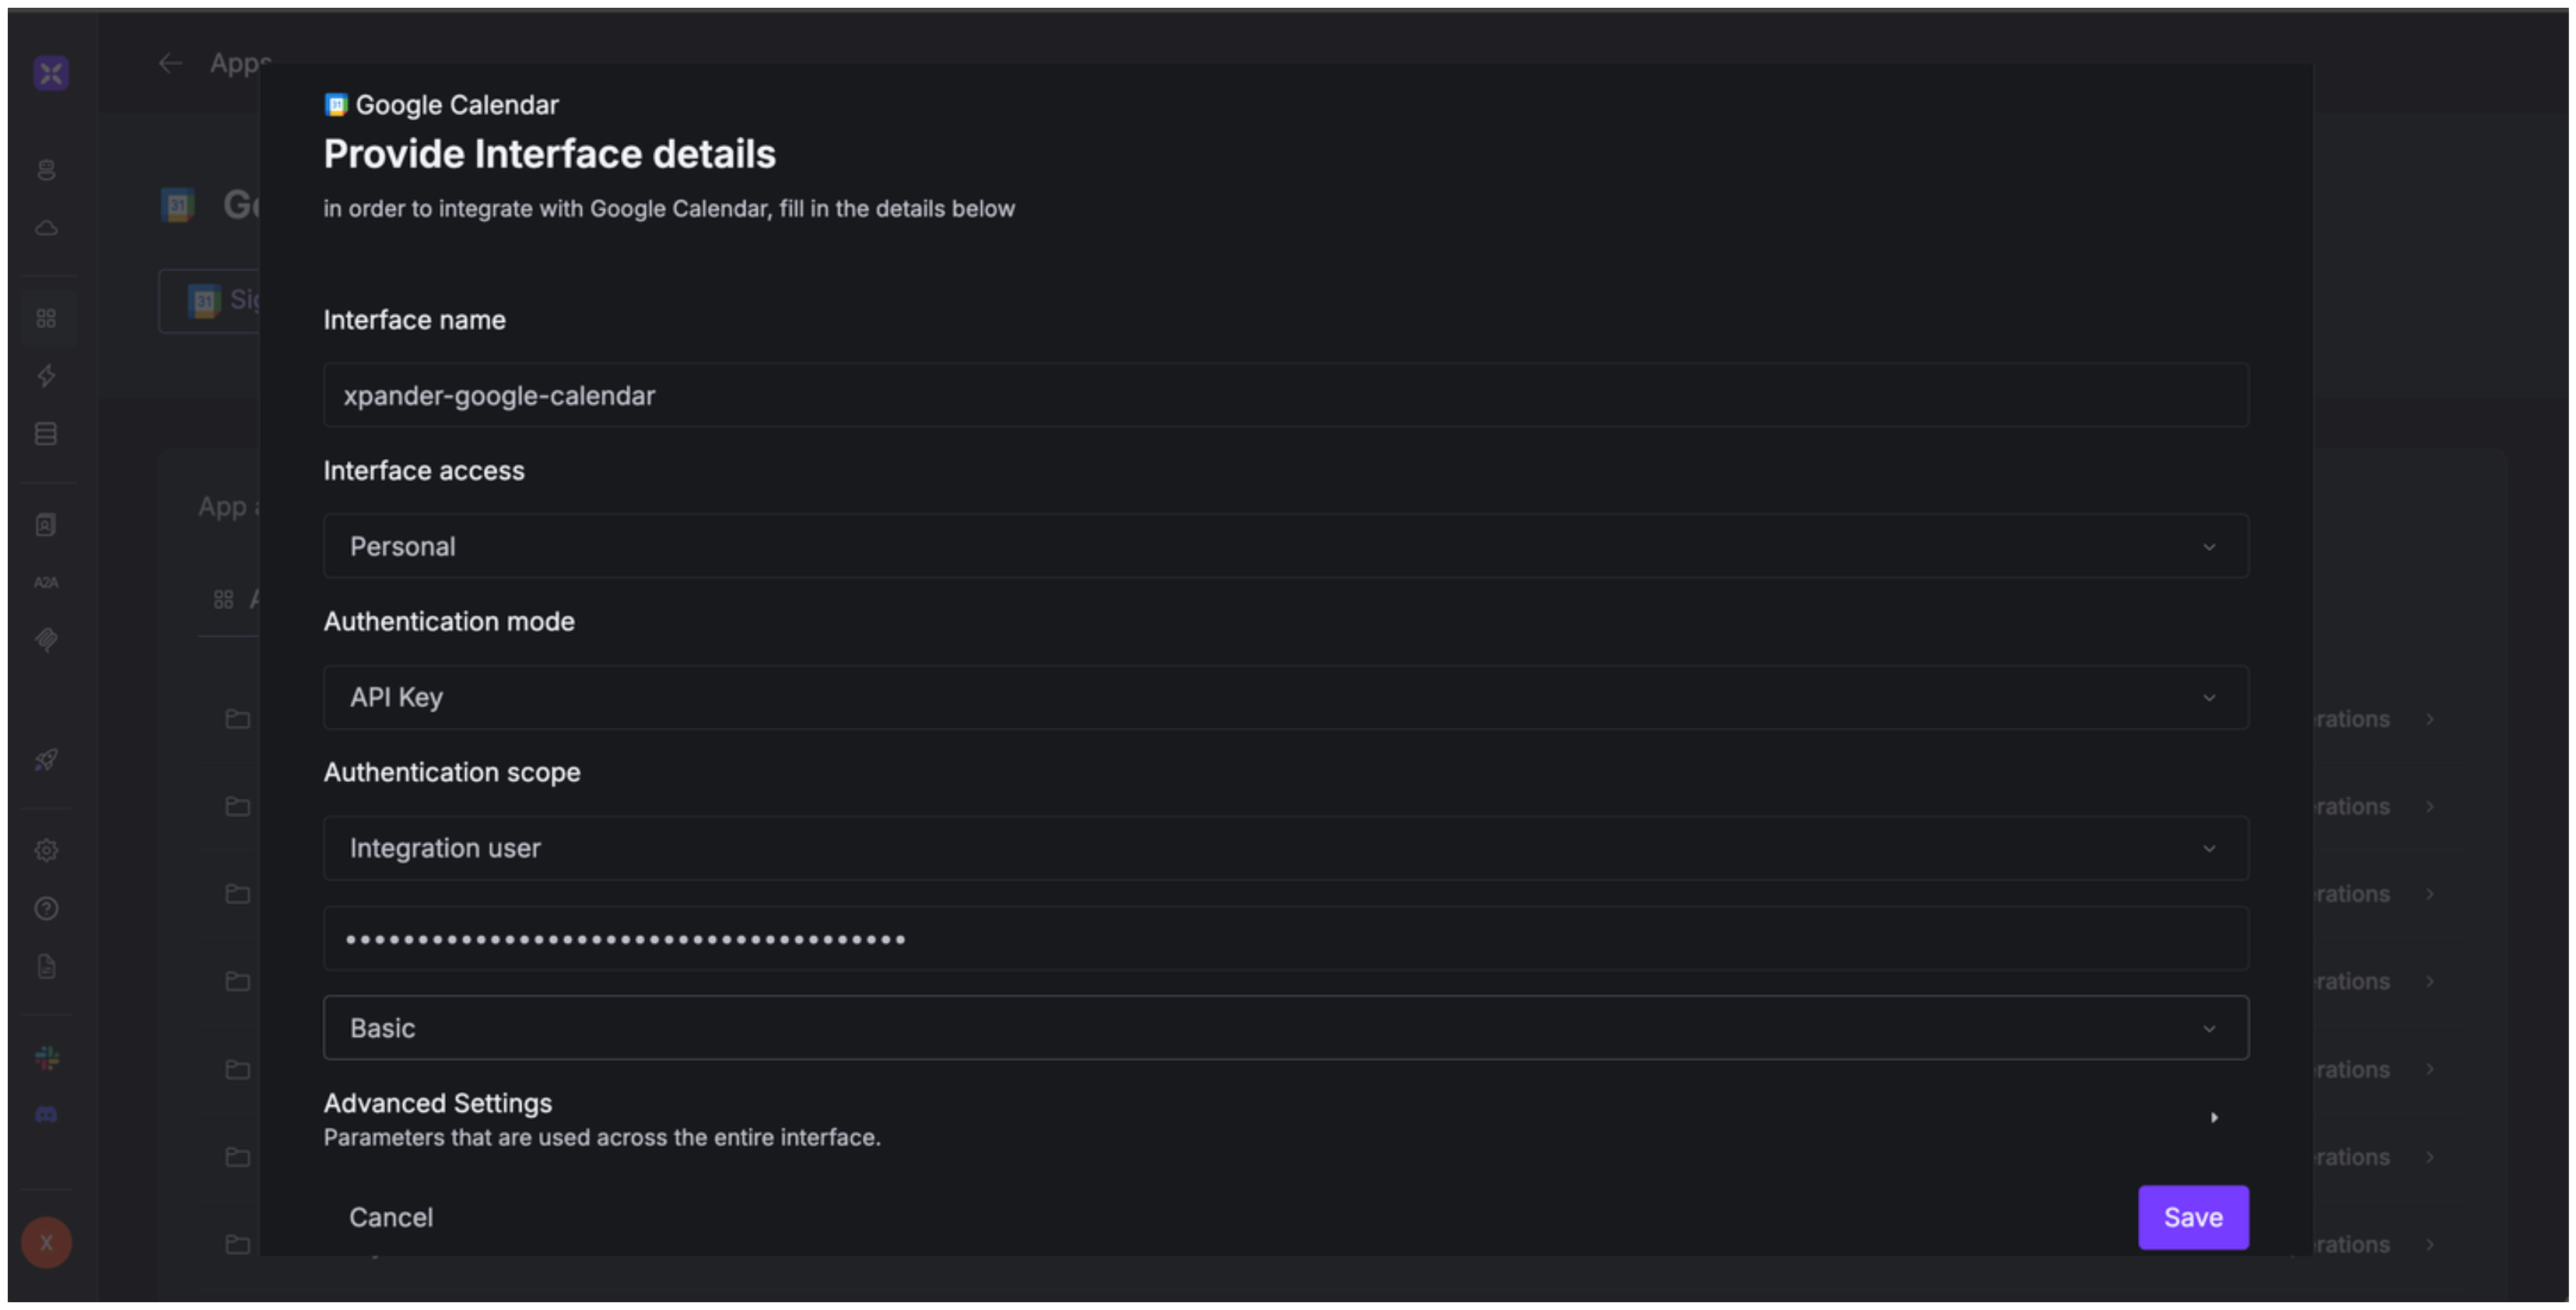 Apps
Google Calendar
Provide Interface details
in order to integrate with Google Calendar, fill in the details below
Interface name
xpander-google-calendar
Interface access
Personal
Authentication mode
API Key
Authentication scope
Integration user
Basic
Advanced Settings
Parameters that are used across the entire interface.
Cancel
Save
31
Go
31 Sig
App a
A2A
X
rations
rations
rations
rations
rations
rations
rations